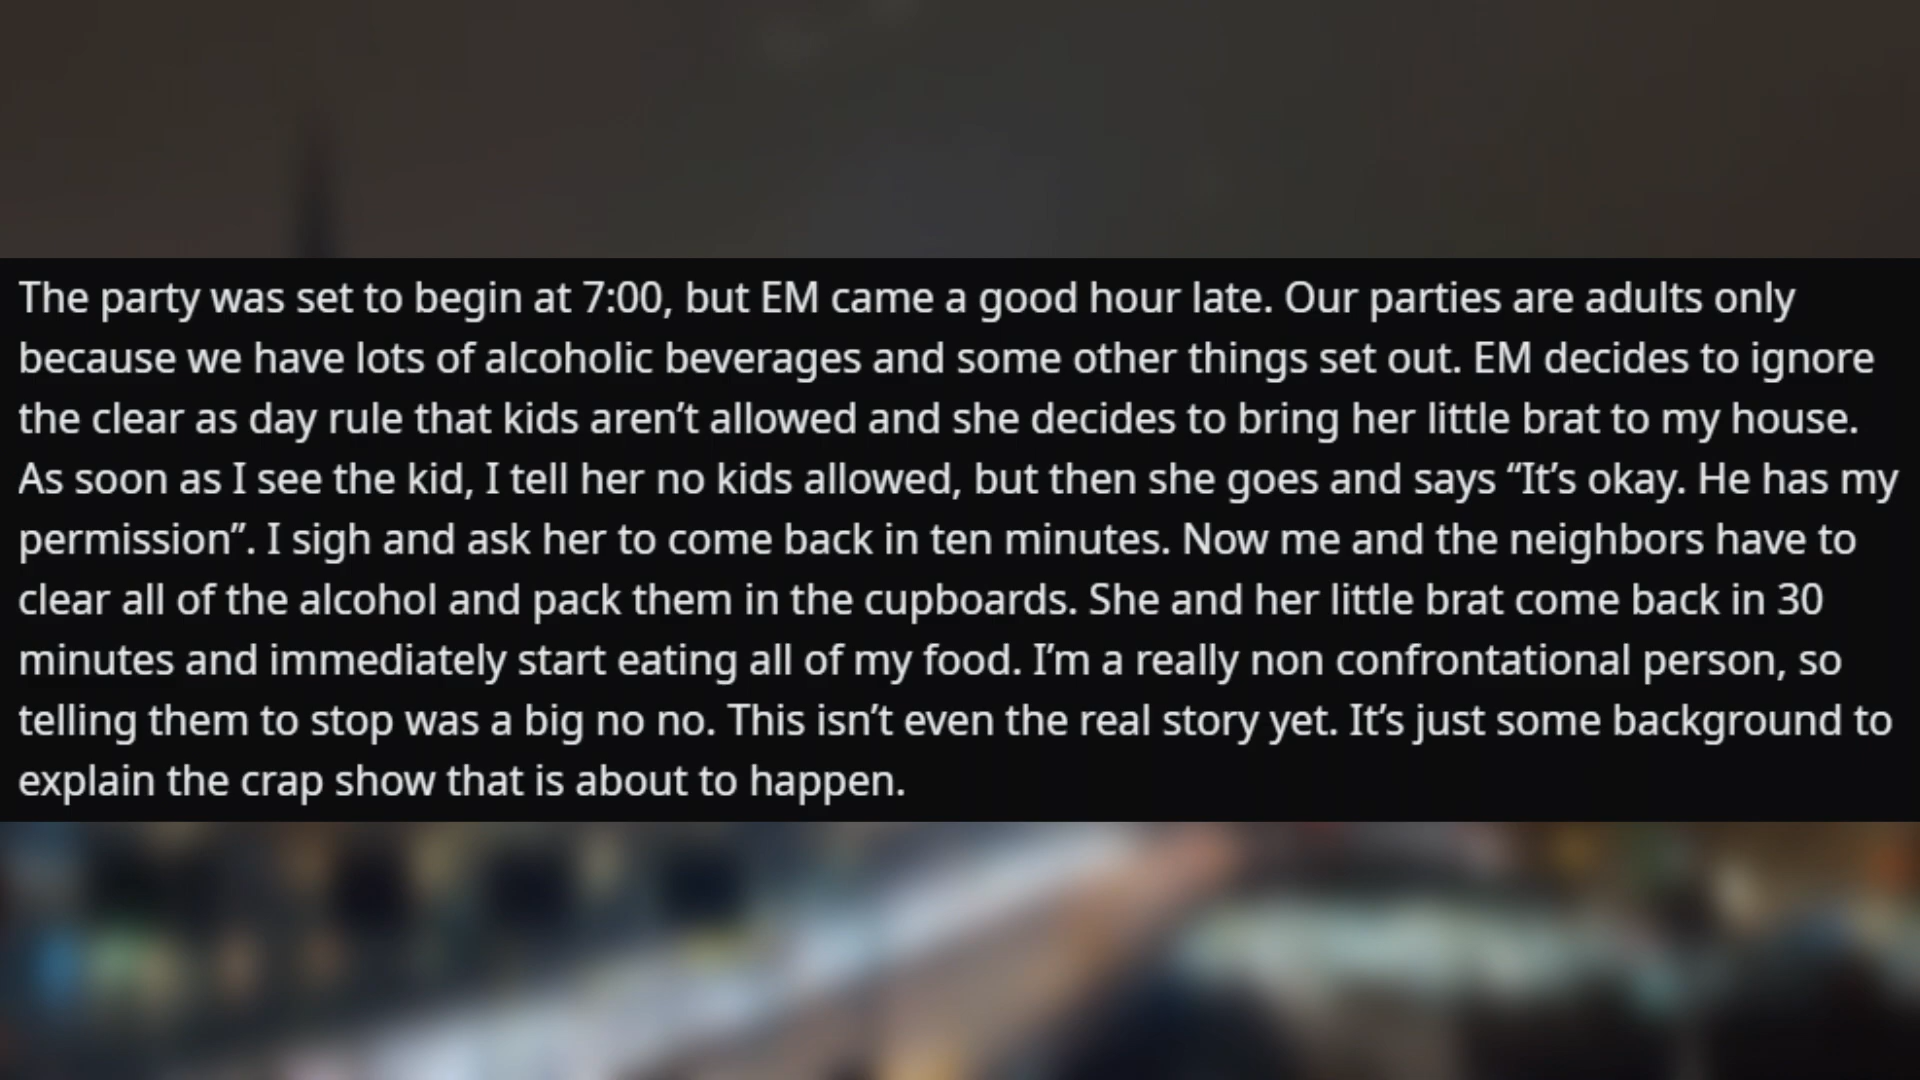 The party was set to begin at 7:00, but EM came a good hour late. Our parties are adults only
because we have lots of alcoholic beverages and some other things set out. EM decides to ignore
the clear as day rule that kids aren’t allowed and she decides to bring her little brat to my house.
As soon as I see the kid, I tell her no kids allowed, but then she goes and says “It’s okay. He has my
permission”. I sigh and ask her to come back in ten minutes. Now me and the neighbors have to
clear all of the alcohol and pack them in the cupboards. She and her little brat come back in 30
minutes and immediately start eating all of my food. I’m a really non confrontational person, so
telling them to stop was a big no no. This isn’t even the real story yet. It’s just some background to
explain the crap show that is about to happen.